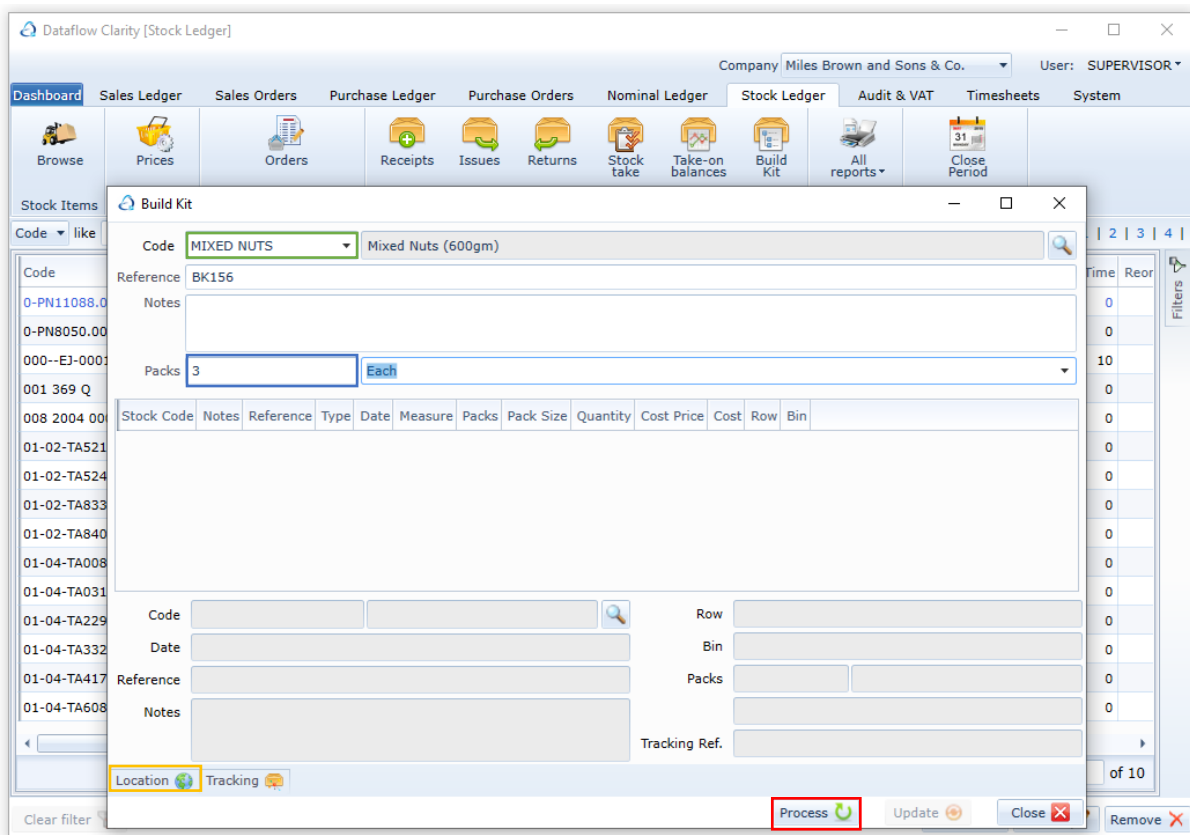 Dataflow Clarity [Stock Ledger]
Company Miles Brown and Sons & Co. User: SUPERVISOR
Dashboard Sales Ledger Sales Orders Purchase Ledger Purchase Orders Nominal Ledger Stock Ledger Audit & VAT Timesheets System
31
Browse Prices Orders Receipts Issues Returns Stock take Take-on balances Build Kit All reports Close Period
Stock Items
Build Kit
Code like
| 2 | 3 | 4 |
Code MIXED NUTS Mixed Nuts (600gm)
Code
Time Reor
Filters
Reference BK156
0-PN11088.0
Notes
0
0-PN8050.00
0
000--EJ-0001
Packs 3 Each
10
001 369 Q
0
008 2004 00
Stock Code Notes Reference Type Date Measure Packs Pack Size Quantity Cost Price Cost Row Bin
0
01-02-TA521
0
01-02-TA524
0
01-02-TA833
0
01-02-TA840
0
01-04-TA008
0
01-04-TA031
0
Code Row
01-04-TA229
0
Date Bin
01-04-TA332
0
Reference Packs
01-04-TA417
0
Notes
01-04-TA608
0
Tracking Ref.
Location Tracking
of 10
Process Update Close
Clear filter
Remove